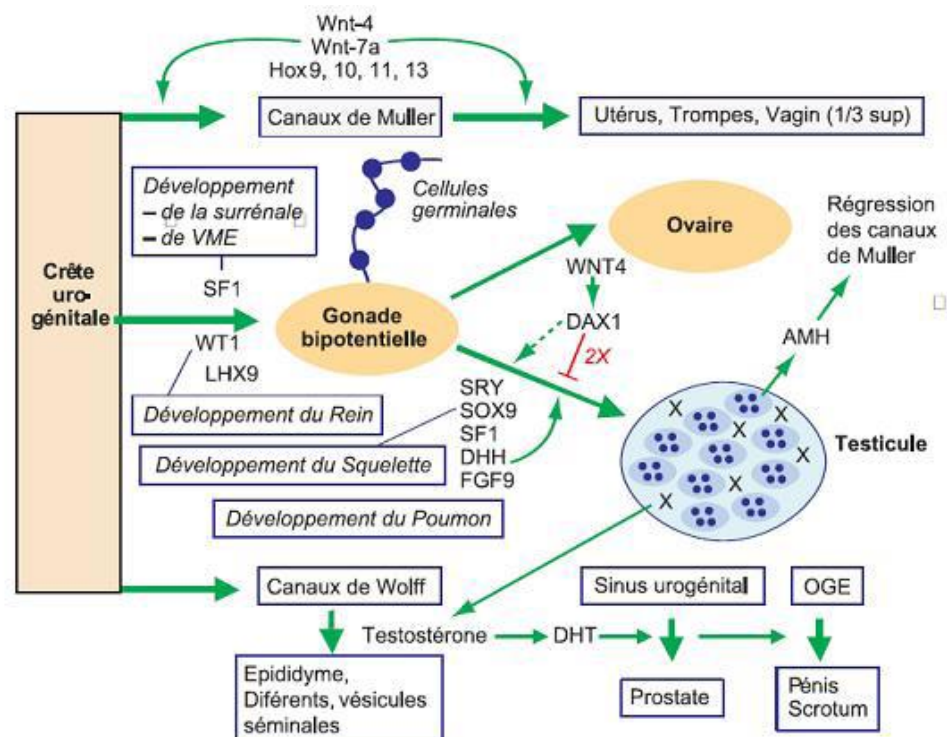 Wnt-4
Wnt-7a
Hox9, 10, 11, 13
Canaux de Muller
Utérus, Trompes, Vagin (1/3 sup)
Développement
– de la surrénale
– de VME
Cellules
germinales
Régression
des canaux
de Muller
Ovaire
Crête
uro-
génitale
SF1
WNT4
Gonade
bipotentielle
DAX1
AMH
WT1
2X
LHX9
SRY
SOX9
SF1
DHH
FGF9
Développement du Rein
Développement du Squelette
Développement du Poumon
X
X
X
X
X
X
Testicule
Canaux de Wolff
Sinus urogénital
OGE
Testostérone
DHT
Epididyme,
Diférents, vésicules
séminales
Prostate
Pénis
Scrotum